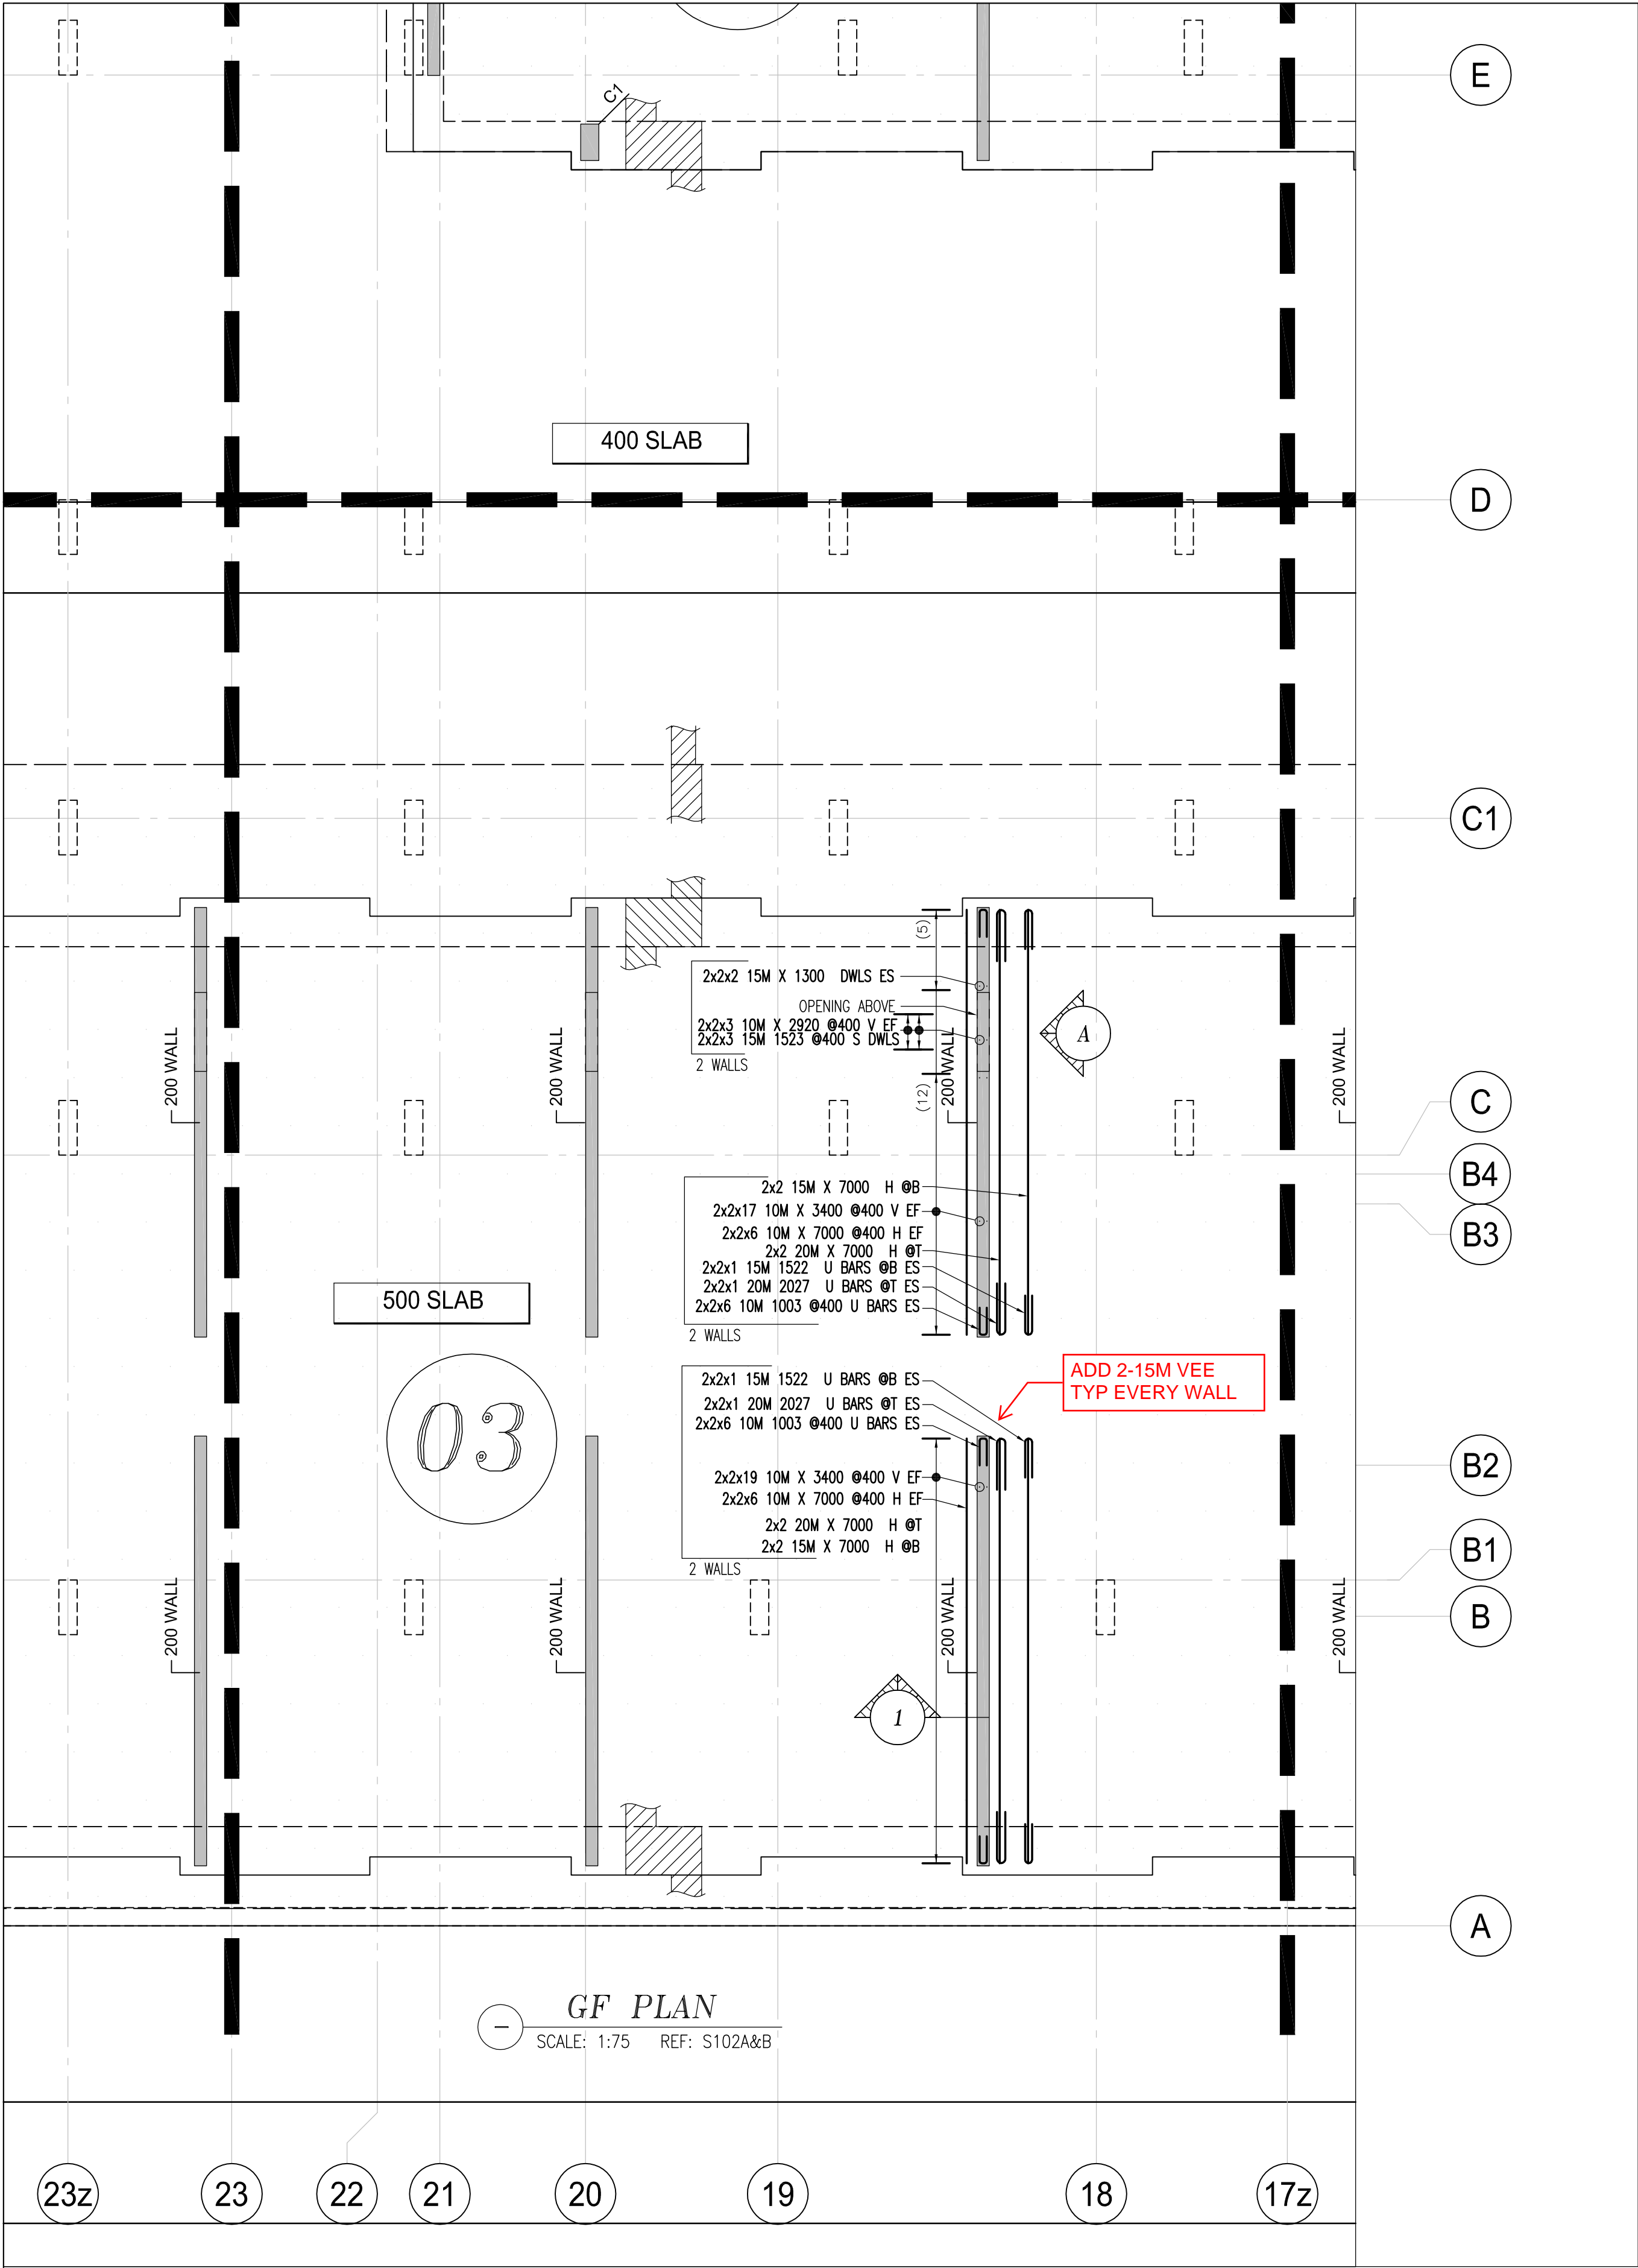 E
C1
400 SLAB
D
C1
(5)
2x2x2 15M X 1300 DWLS ES
OPENING ABOVE
2x2x3 10M X 2920 @400 V EF
2x2x3 15M 1523 @400 S DWLS
2 WALLS
A
200 WALL
200 WALL
(12)
200 WALL
200 WALL
C
B4
B3
2x2 15M X 7000 H @B
2x2x17 10M X 3400 @400 V EF
2x2x6 10M X 7000 @400 H EF
2x2 20M X 7000 H @T
2x2x1 15M 1522 U BARS @B ES
2x2x1 20M 2027 U BARS @T ES
2x2x6 10M 1003 @400 U BARS ES
2 WALLS
500 SLAB
03
ADD 2-15M VEE
TYP EVERY WALL
2x2x1 15M 1522 U BARS @B ES
2x2x1 20M 2027 U BARS @T ES
2x2x6 10M 1003 @400 U BARS ES
2x2x19 10M X 3400 @400 V EF
2x2x6 10M X 7000 @400 H EF
2x2 20M X 7000 H @T
2x2 15M X 7000 H @B
2 WALLS
B2
B1
B
200 WALL
200 WALL
200 WALL
200 WALL
1
A
– GF PLAN
SCALE: 1:75 REF: S102A&B
23z 23 22 21 20 19 18 17z